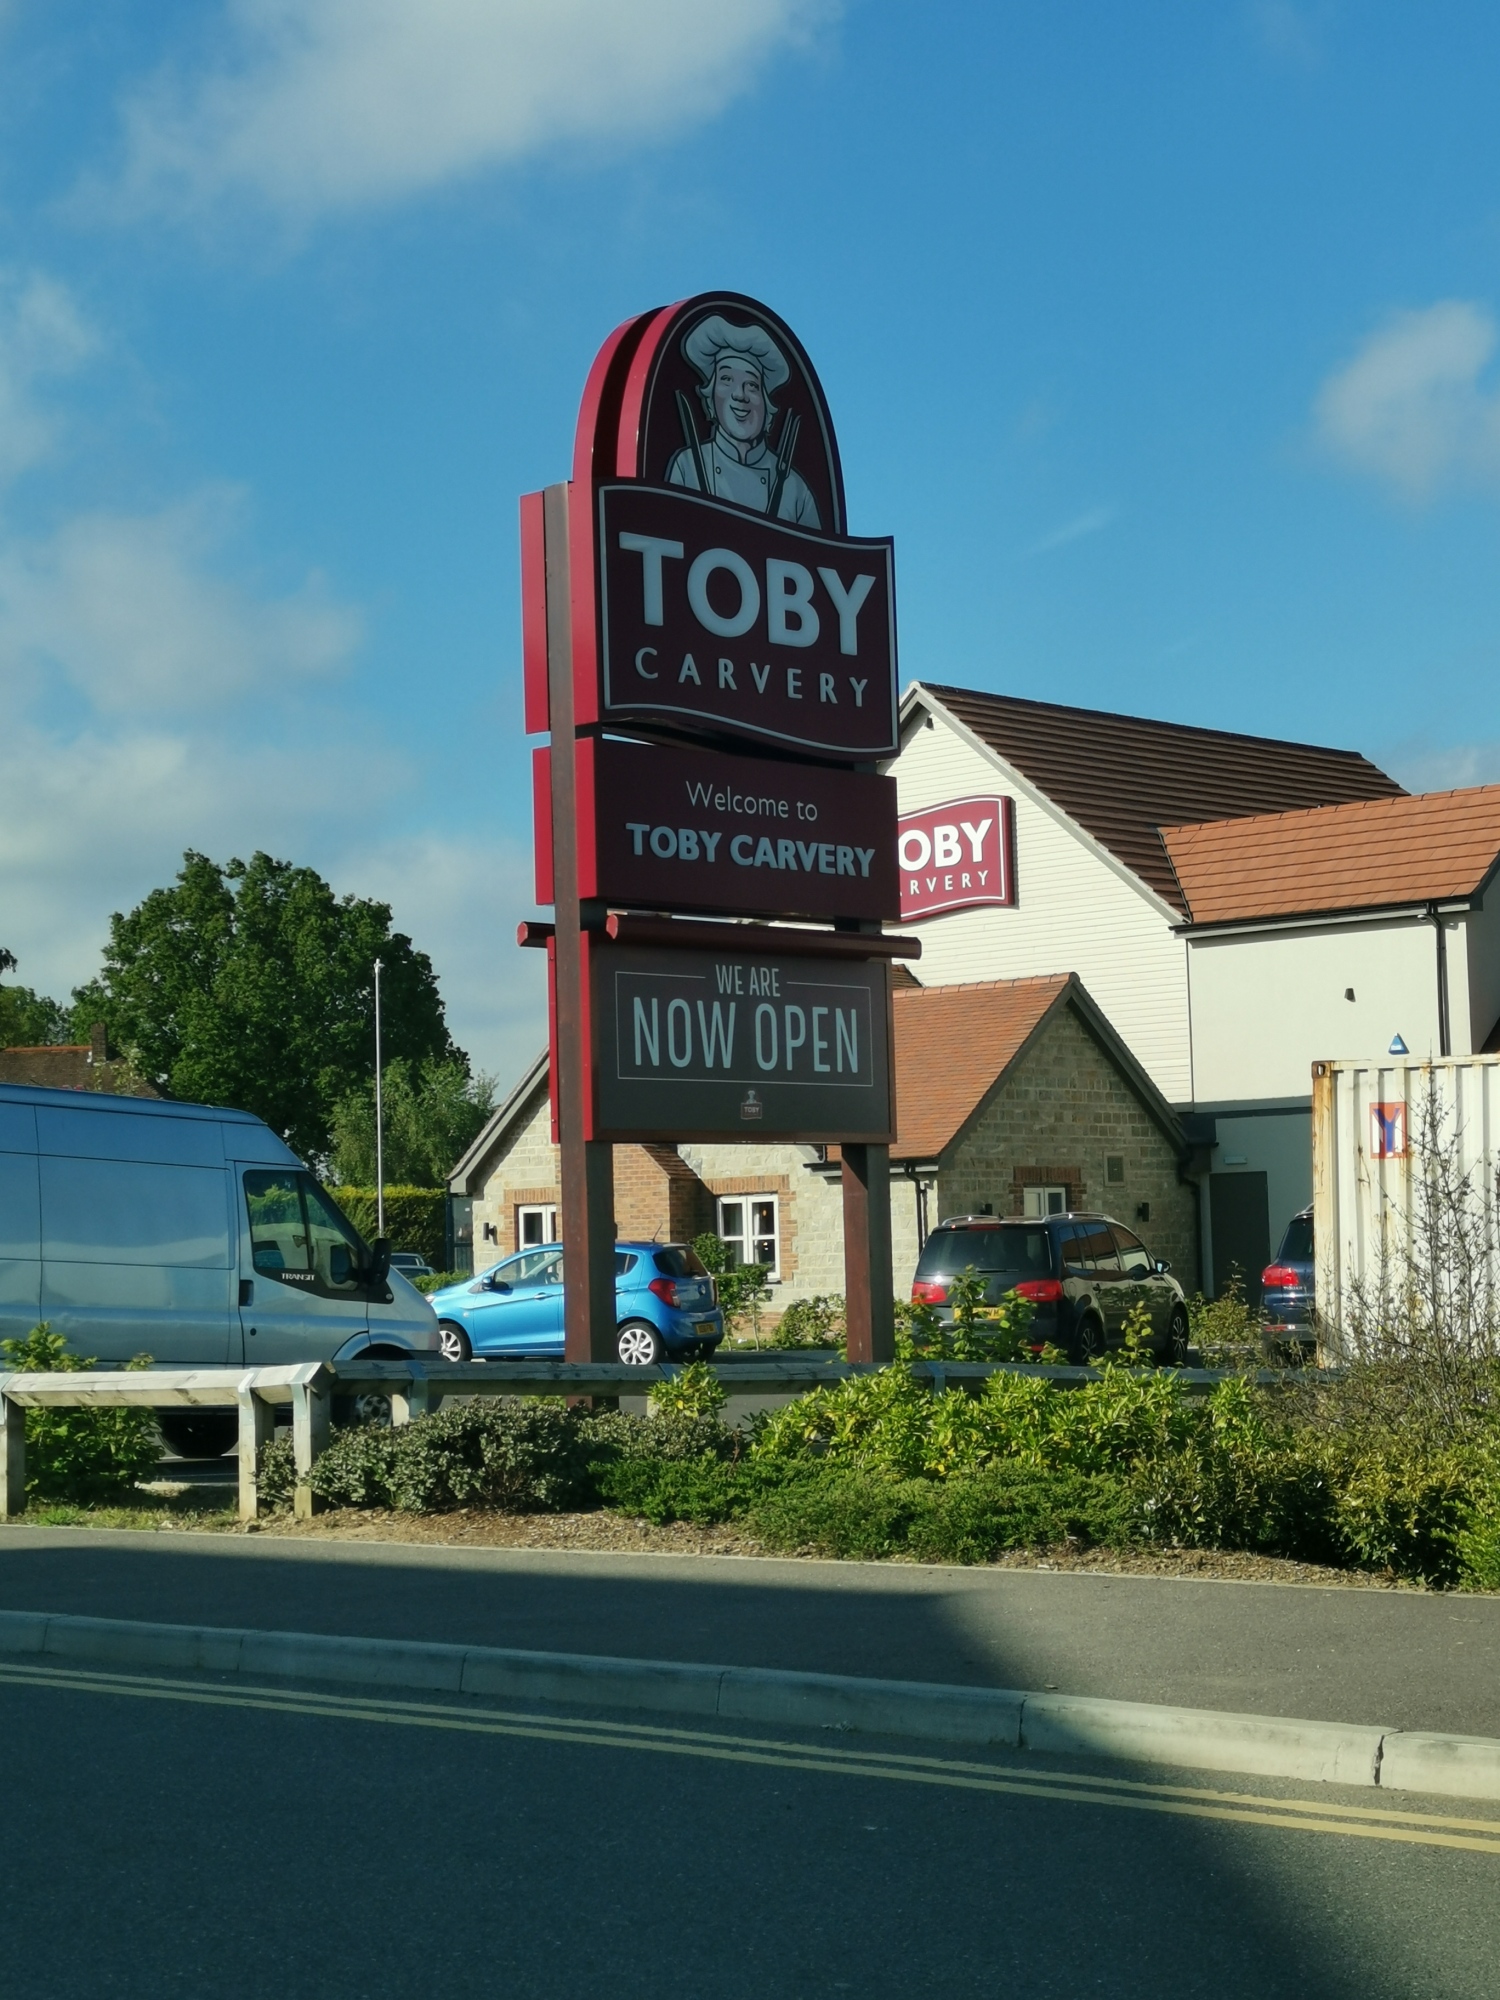 TOBY
CARVERY
Welcome to
TOBY CARVERY
OBY
RVERY
WE ARE
NOW OPEN
TOBY
Y
TRANSIT